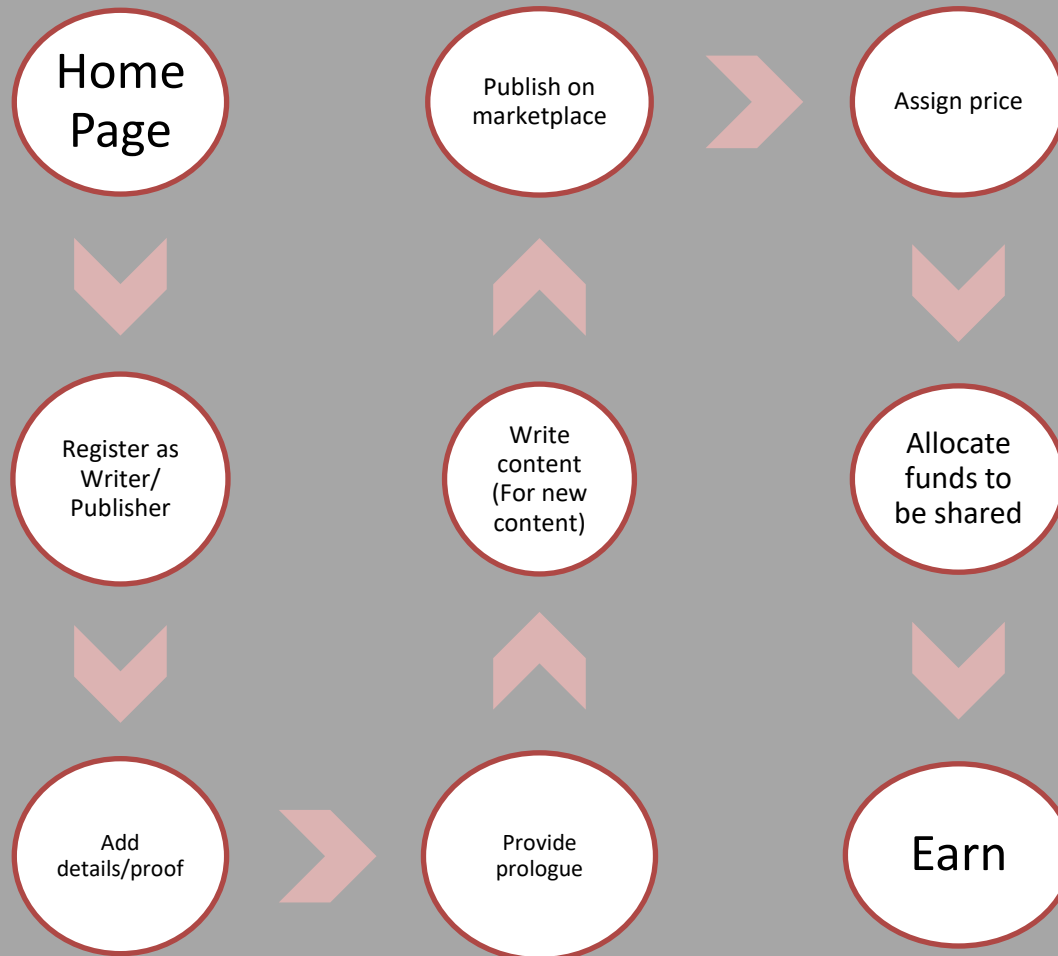 Home
Page
Register as
Writer/
Publisher
Add
details/proof
Provide
prologue
Write
content
(For new
content)
Publish on
marketplace
Assign price
Allocate
funds to
be shared
Earn